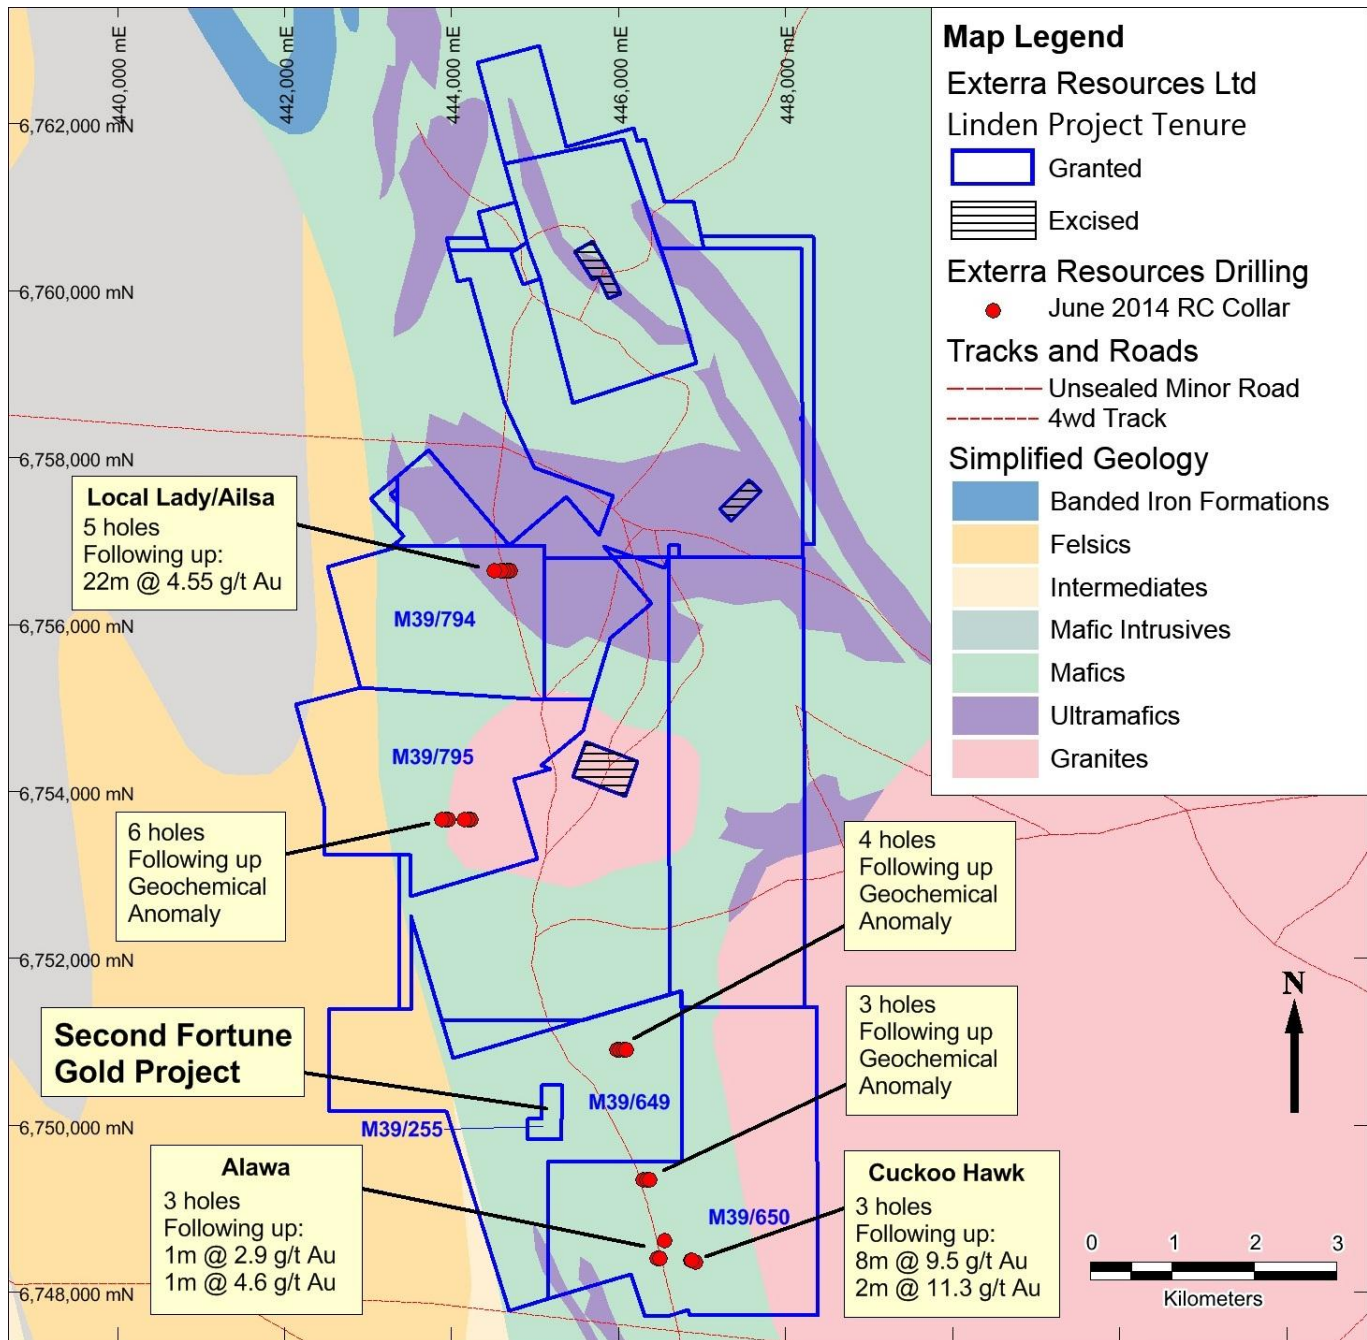 440,000 mE
442,000 mE
444,000 mE
446,000 mE
448,000 mE
6,762,000 mN
6,760,000 mN
6,758,000 mN
6,756,000 mN
6,754,000 mN
6,752,000 mN
6,750,000 mN
6,748,000 mN
Map Legend
Exterra Resources Ltd
Linden Project Tenure
Granted
Excised
Exterra Resources Drilling
June 2014 RC Collar
Tracks and Roads
Unsealed Minor Road
4wd Track
Simplified Geology
Banded Iron Formations
Felsics
Intermediates
Mafic Intrusives
Mafics
Ultramafics
Granites
Local Lady/Ailsa
5 holes
Following up:
22m @ 4.55 g/t Au
M39/794
M39/795
6 holes
Following up
Geochemical
Anomaly
4 holes
Following up
Geochemical
Anomaly
Second Fortune
Gold Project
3 holes
Following up
Geochemical
Anomaly
M39/649
M39/255
Alawa
3 holes
Following up:
1m @ 2.9 g/t Au
1m @ 4.6 g/t Au
M39/650
Cuckoo Hawk
3 holes
Following up:
8m @ 9.5 g/t Au
2m @ 11.3 g/t Au
N
0 1 2 3
Kilometers